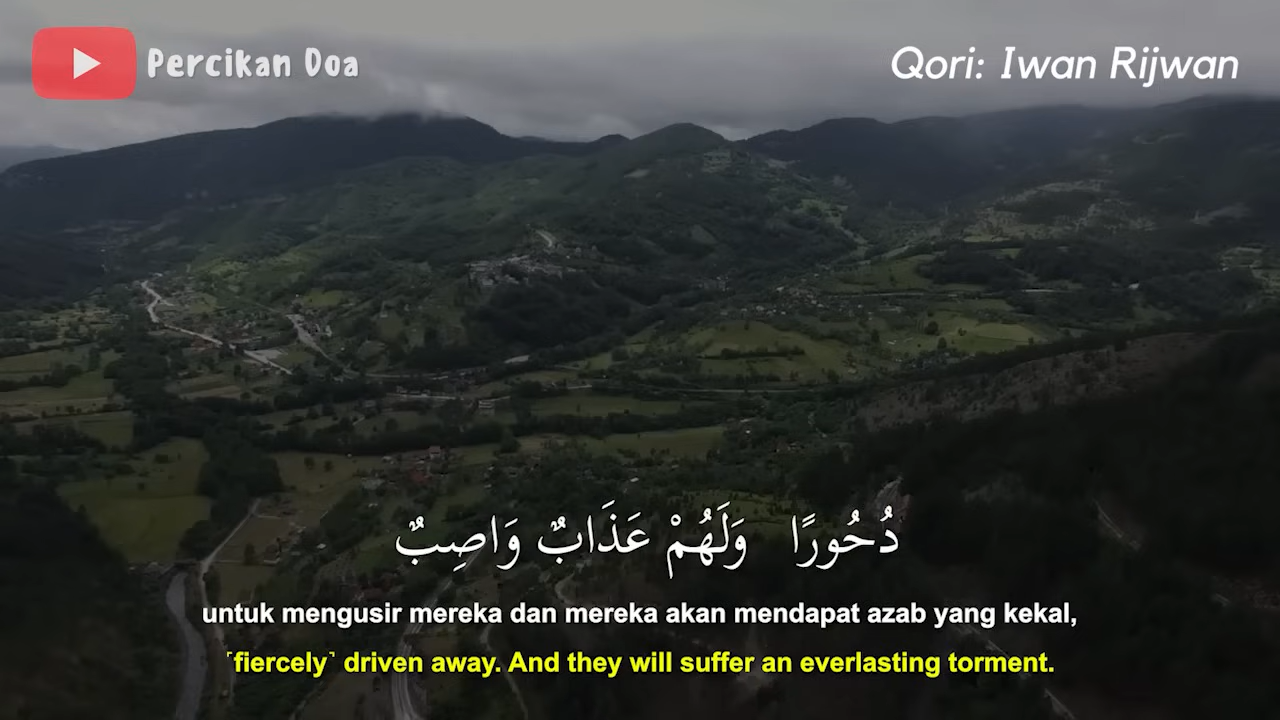 Percikan Doa
Qori: Iwan Rijwan
دُحُورًا وَلَهُمْ عَذَابٌ وَاصِبٌ
untuk mengusir mereka dan mereka akan mendapat azab yang kekal,
˹fiercely˺ driven away. And they will suffer an everlasting torment.